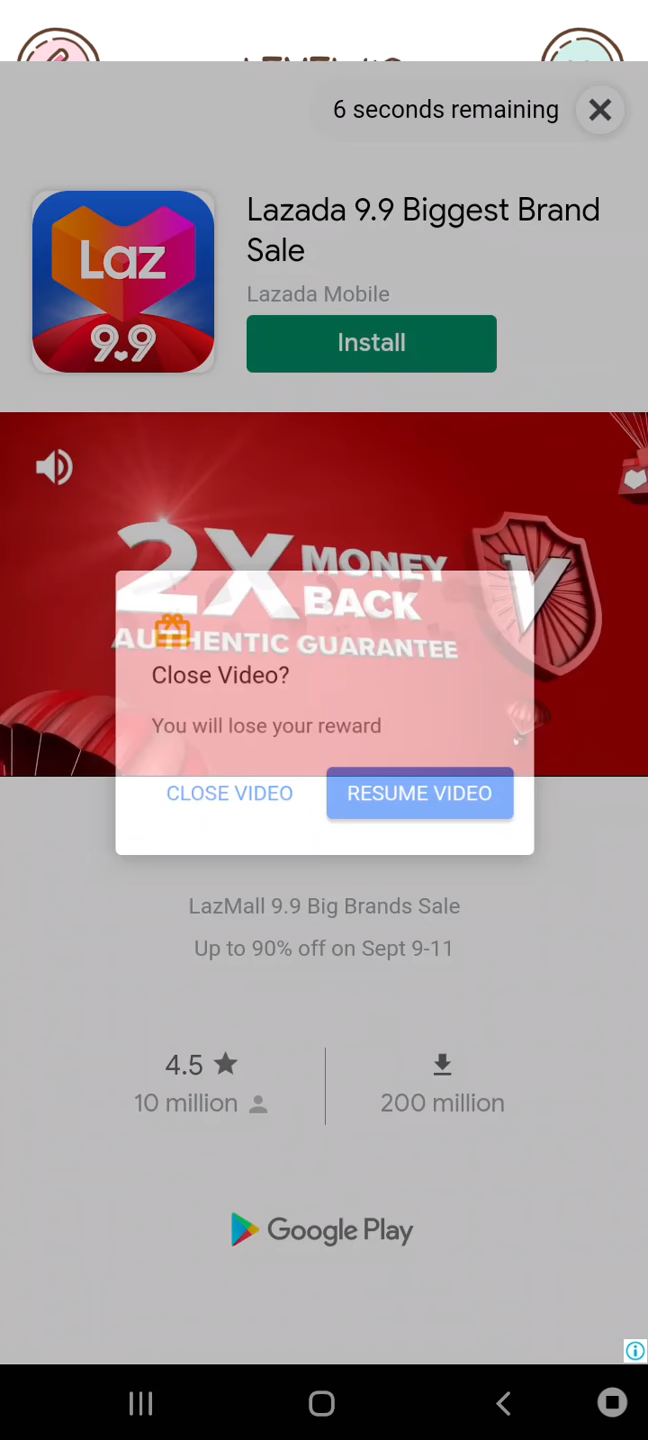 6 seconds remaining
Lazada 9.9 Biggest Brand
Sale
Lazada Mobile
Install
Laz
9.9
2X MONEY
BACK
AUTHENTIC GUARANTEE
Close Video?
You will lose your reward
CLOSE VIDEO
RESUME VIDEO
LazMall 9.9 Big Brands Sale
Up to 90% off on Sept 9-11
4.5
10 million
200 million
Google Play